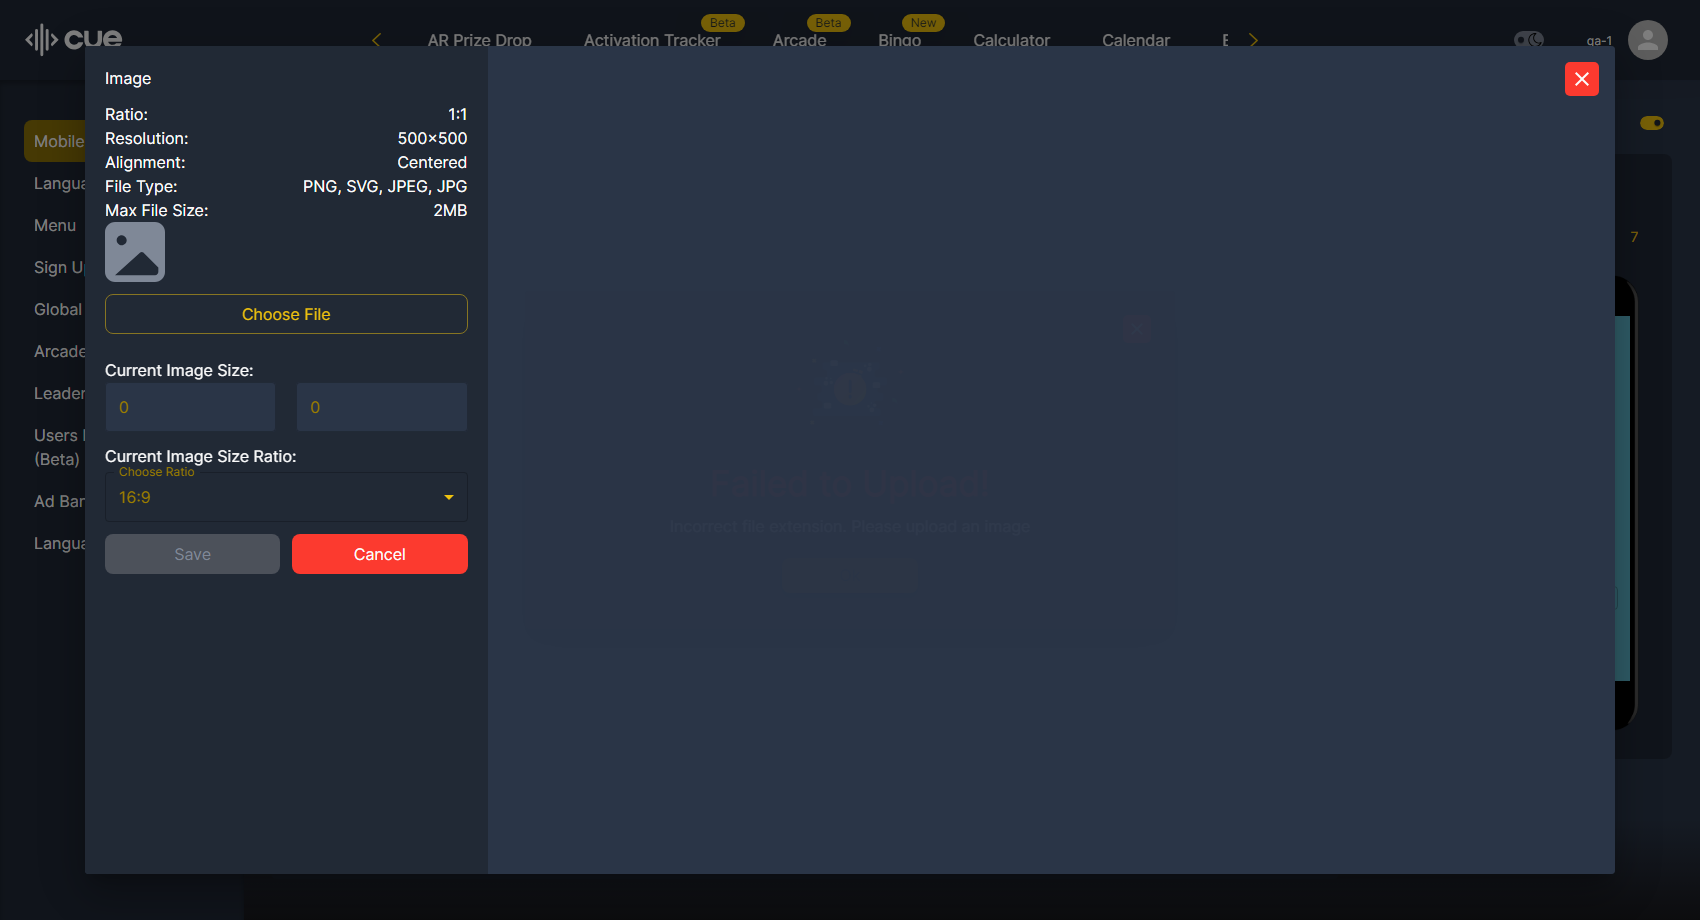 cue
Beta
Beta
New
AR Prize Drop
Activation Tracker
Arcade
Bingo
Calculator
Calendar
qa-1
Image
Ratio: 1:1
Resolution: 500×500
Alignment: Centered
File Type: PNG, SVG, JPEG, JPG
Max File Size: 2MB
Choose File
Current Image Size:
0 0
Current Image Size Ratio:
Choose Ratio
16:9
Save Cancel
Mobile
Langua
Menu
Sign U
Global
Arcade
Leader
Users
(Beta)
Ad Bar
Langua
7
Failed to Upload!
Incorrect file extension. Please upload an image